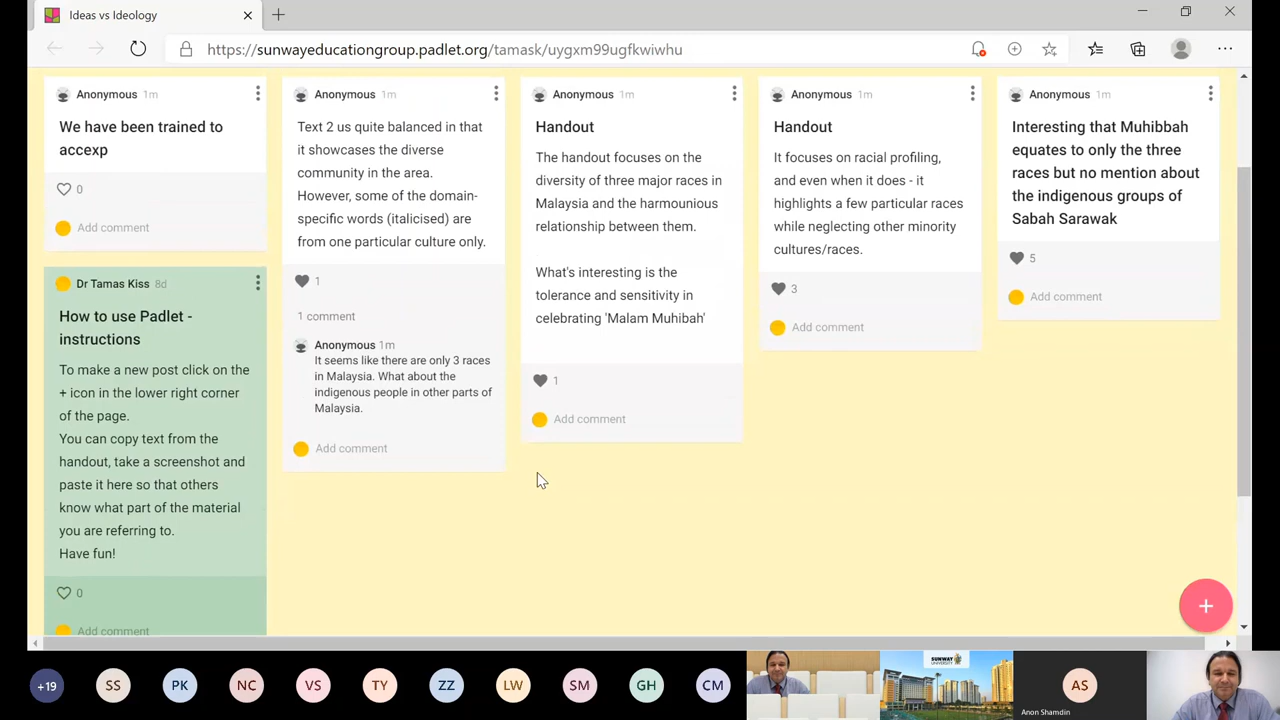 Ideas vs Ideology
https://sunwayeducationgroup.padlet.org/tamask/uygxm99ugfkwiwhu
Anonymous 1m
We have been trained to
accexp
0
Add comment
Dr Tamas Kiss 8d
How to use Padlet -
instructions
To make a new post click on the
+ icon in the lower right corner
of the page.
You can copy text from the
handout, take a screenshot and
paste it here so that others
know what part of the material
you are referring to.
Have fun!
0
Add comment
Anonymous 1m
Text 2 us quite balanced in that
it showcases the diverse
community in the area.
However, some of the domain-
specific words (italicised) are
from one particular culture only.
1
1 comment
Anonymous 1m
It seems like there are only 3 races
in Malaysia. What about the
indigenous people in other parts of
Malaysia.
Add comment
Anonymous 1m
Handout
The handout focuses on the
diversity of three major races in
Malaysia and the harmounious
relationship between them.
What's interesting is the
tolerance and sensitivity in
celebrating 'Malam Muhibah'
1
Add comment
Anonymous 1m
Handout
It focuses on racial profiling,
and even when it does - it
highlights a few particular races
while neglecting other minority
cultures/races.
3
Add comment
Anonymous 1m
Interesting that Muhibbah
equates to only the three
races but no mention about
the indigenous groups of
Sabah Sarawak
5
Add comment
+19
SS
PK
NC
VS
TY
ZZ
LW
SM
GH
CM
SUNWAY
UNIVERSITY
AS
Anon Shamdin